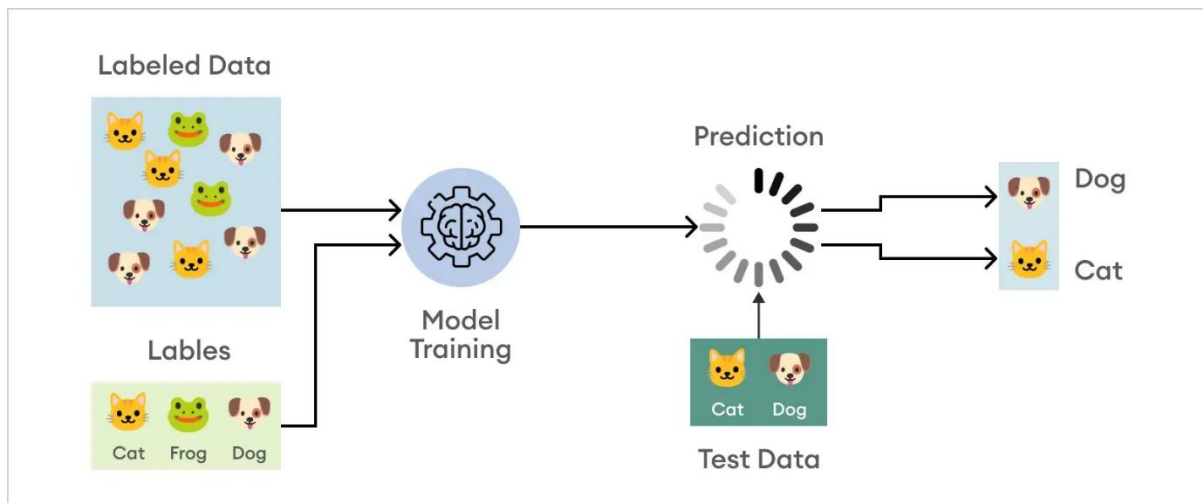 Labeled Data
Lables
Cat Frog Dog
Model
Training
Prediction
Cat Dog
Test Data
Dog
Cat